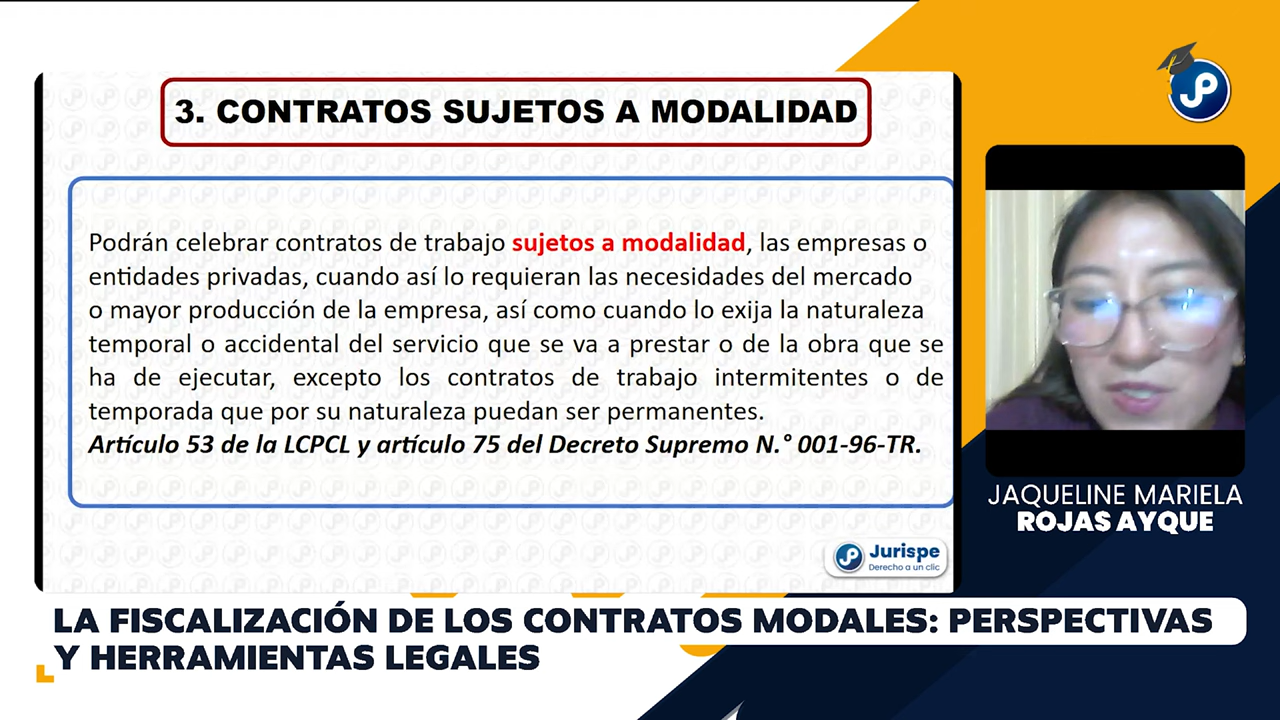 3. CONTRATOS SUJETOS A MODALIDAD
Podrán celebrar contratos de trabajo sujetos a modalidad, las empresas o
entidades privadas, cuando así lo requieran las necesidades del mercado
o mayor producción de la empresa, así como cuando lo exija la naturaleza
temporal o accidental del servicio que se va a prestar o de la obra que se
ha de ejecutar, excepto los contratos de trabajo intermitentes o de
temporada que por su naturaleza puedan ser permanentes.
Artículo 53 de la LCPCL y artículo 75 del Decreto Supremo N.° 001-96-TR.
JP
Jurispe
Derecho a un clic
JP
JAQUELINE MARIELA
ROJAS AYQUE
LA FISCALIZACIÓN DE LOS CONTRATOS MODALES: PERSPECTIVAS
Y HERRAMIENTAS LEGALES